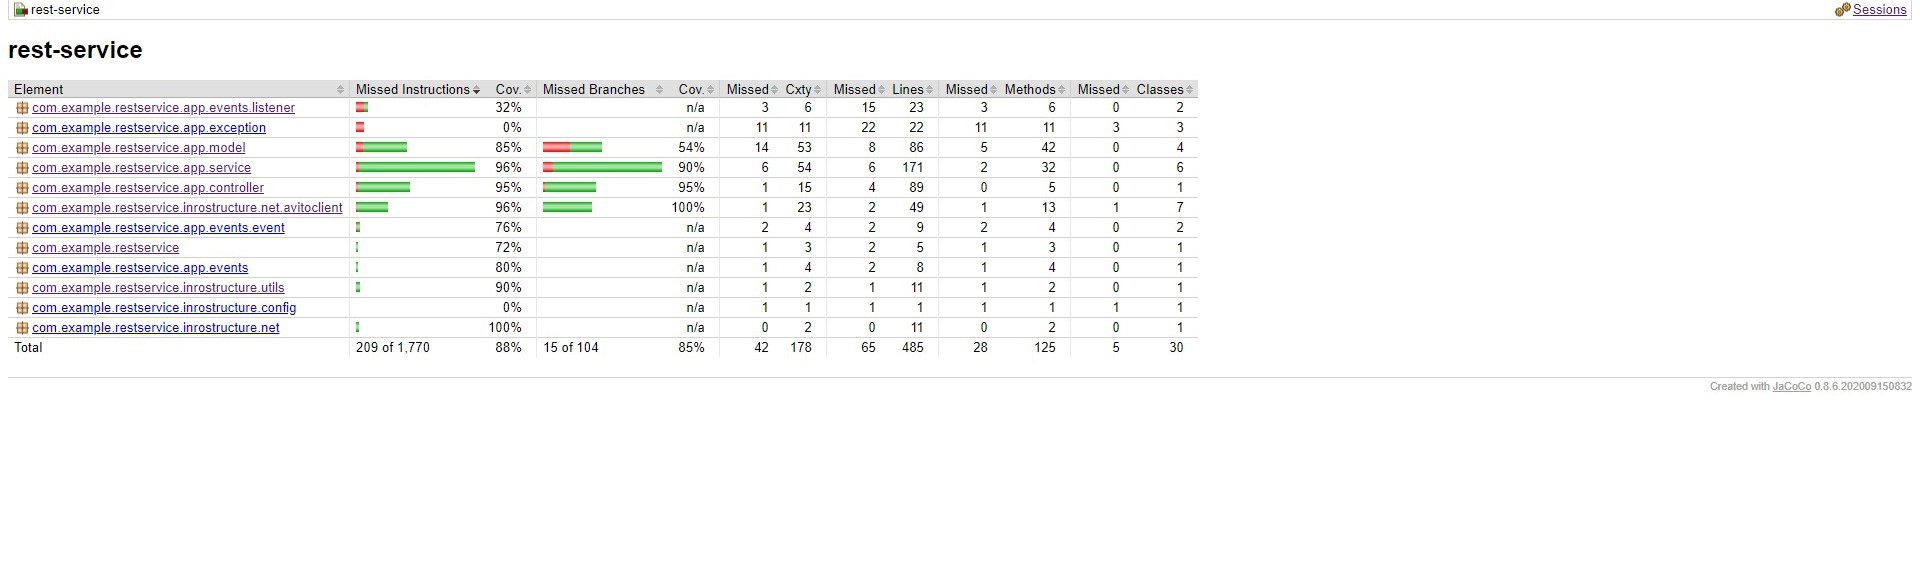 rest-service Sessions
rest-service
Element Missed Instructions Cov. Missed Branches Cov. Missed Cxty Missed Lines Missed Methods Missed Classes
com.example.restservice.app.events.listener 32% n/a 3 6 15 23 3 6 0 2
com.example.restservice.app.exception 0% n/a 11 11 22 22 11 11 3 3
com.example.restservice.app.model 85% 54% 14 53 8 86 5 42 0 4
com.example.restservice.app.service 96% 90% 6 54 6 171 2 32 0 6
com.example.restservice.app.controller 95% 95% 1 15 4 89 0 5 0 1
com.example.restservice.inrostructure.net.avitoclient 96% 100% 1 23 2 49 1 13 1 7
com.example.restservice.app.events.event 76% n/a 2 4 2 9 2 4 0 2
com.example.restservice 72% n/a 1 3 2 5 1 3 0 1
com.example.restservice.app.events 80% n/a 1 4 2 8 1 4 0 1
com.example.restservice.inrostructure.utils 90% n/a 1 2 1 11 1 2 0 1
com.example.restservice.inrostructure.config 0% n/a 1 1 1 1 1 1 1 1
com.example.restservice.inrostructure.net 100% n/a 0 2 0 11 0 2 0 1
Total 209 of 1,770 88% 15 of 104 85% 42 178 65 485 28 125 5 30
Created with JaCoCo 0.8.6.202009150832